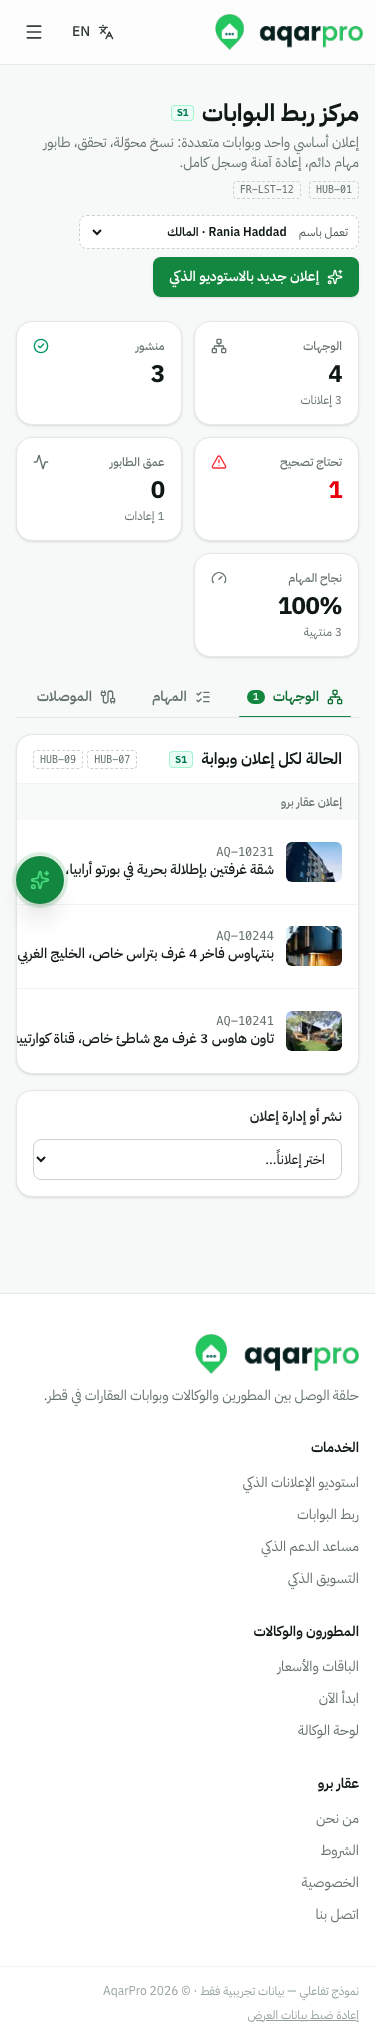 aqarpro
EN
مركز ربط البوابات S1
إعلان أساسي واحد وبوابات متعددة: نسخ محوّلة، تحقق، طابور
مهام دائم، إعادة آمنة وسجل كامل.
HUB-01 FR-LST-12
تعمل باسم Rania Haddad · المالك
إعلان جديد بالاستوديو الذكي
الوجهات
4
3 إعلانات
منشور
3
تحتاج تصحيح
1
عمق الطابور
0
1 إعادات
نجاح المهام
100%
3 منتهية
الوجهات 1
المهام
الموصلات
الحالة لكل إعلان وبوابة S1 HUB-07 HUB-09
إعلان عقار برو
AQ-10231
شقة غرفتين بإطلالة بحرية في بورتو أرابيا،
AQ-10244
بنتهاوس فاخر 4 غرف بتراس خاص، الخليج الغربي
AQ-10241
تاون هاوس 3 غرف مع شاطئ خاص، قناة كوارتييه
نشر أو إدارة إعلان
اختر إعلاناً...
aqarpro
حلقة الوصل بين المطورين والوكالات وبوابات العقارات في قطر.
الخدمات
استوديو الإعلانات الذكي
ربط البوابات
مساعد الدعم الذكي
التسويق الذكي
المطورون والوكالات
الباقات والأسعار
ابدأ الآن
لوحة الوكالة
عقار برو
من نحن
الشروط
الخصوصية
اتصل بنا
نموذج تفاعلي — بيانات تجريبية فقط · © 2026 AqarPro
إعادة ضبط بيانات العرض